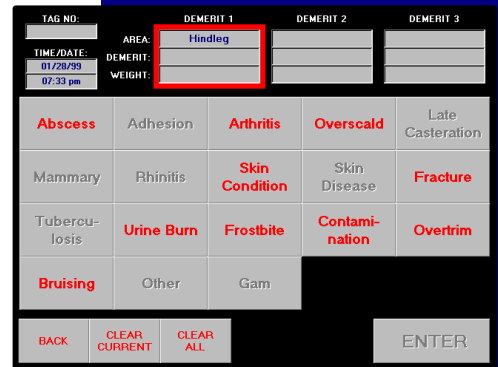 TAG NO:
DEMERIT 1
DEMERIT 2
DEMERIT 3
AREA:
Hindleg
TIME/DATE:
01/28/99
07:33 pm
DEMERIT:
WEIGHT:
Abscess
Adhesion
Arthritis
Overscald
Late
Casteration
Mammary
Rhinitis
Skin
Condition
Skin
Disease
Fracture
Tubercu-
losis
Urine Burn
Frostbite
Contami-
nation
Overtrim
Bruising
Other
Gam
BACK
CLEAR
CURRENT
CLEAR
ALL
ENTER